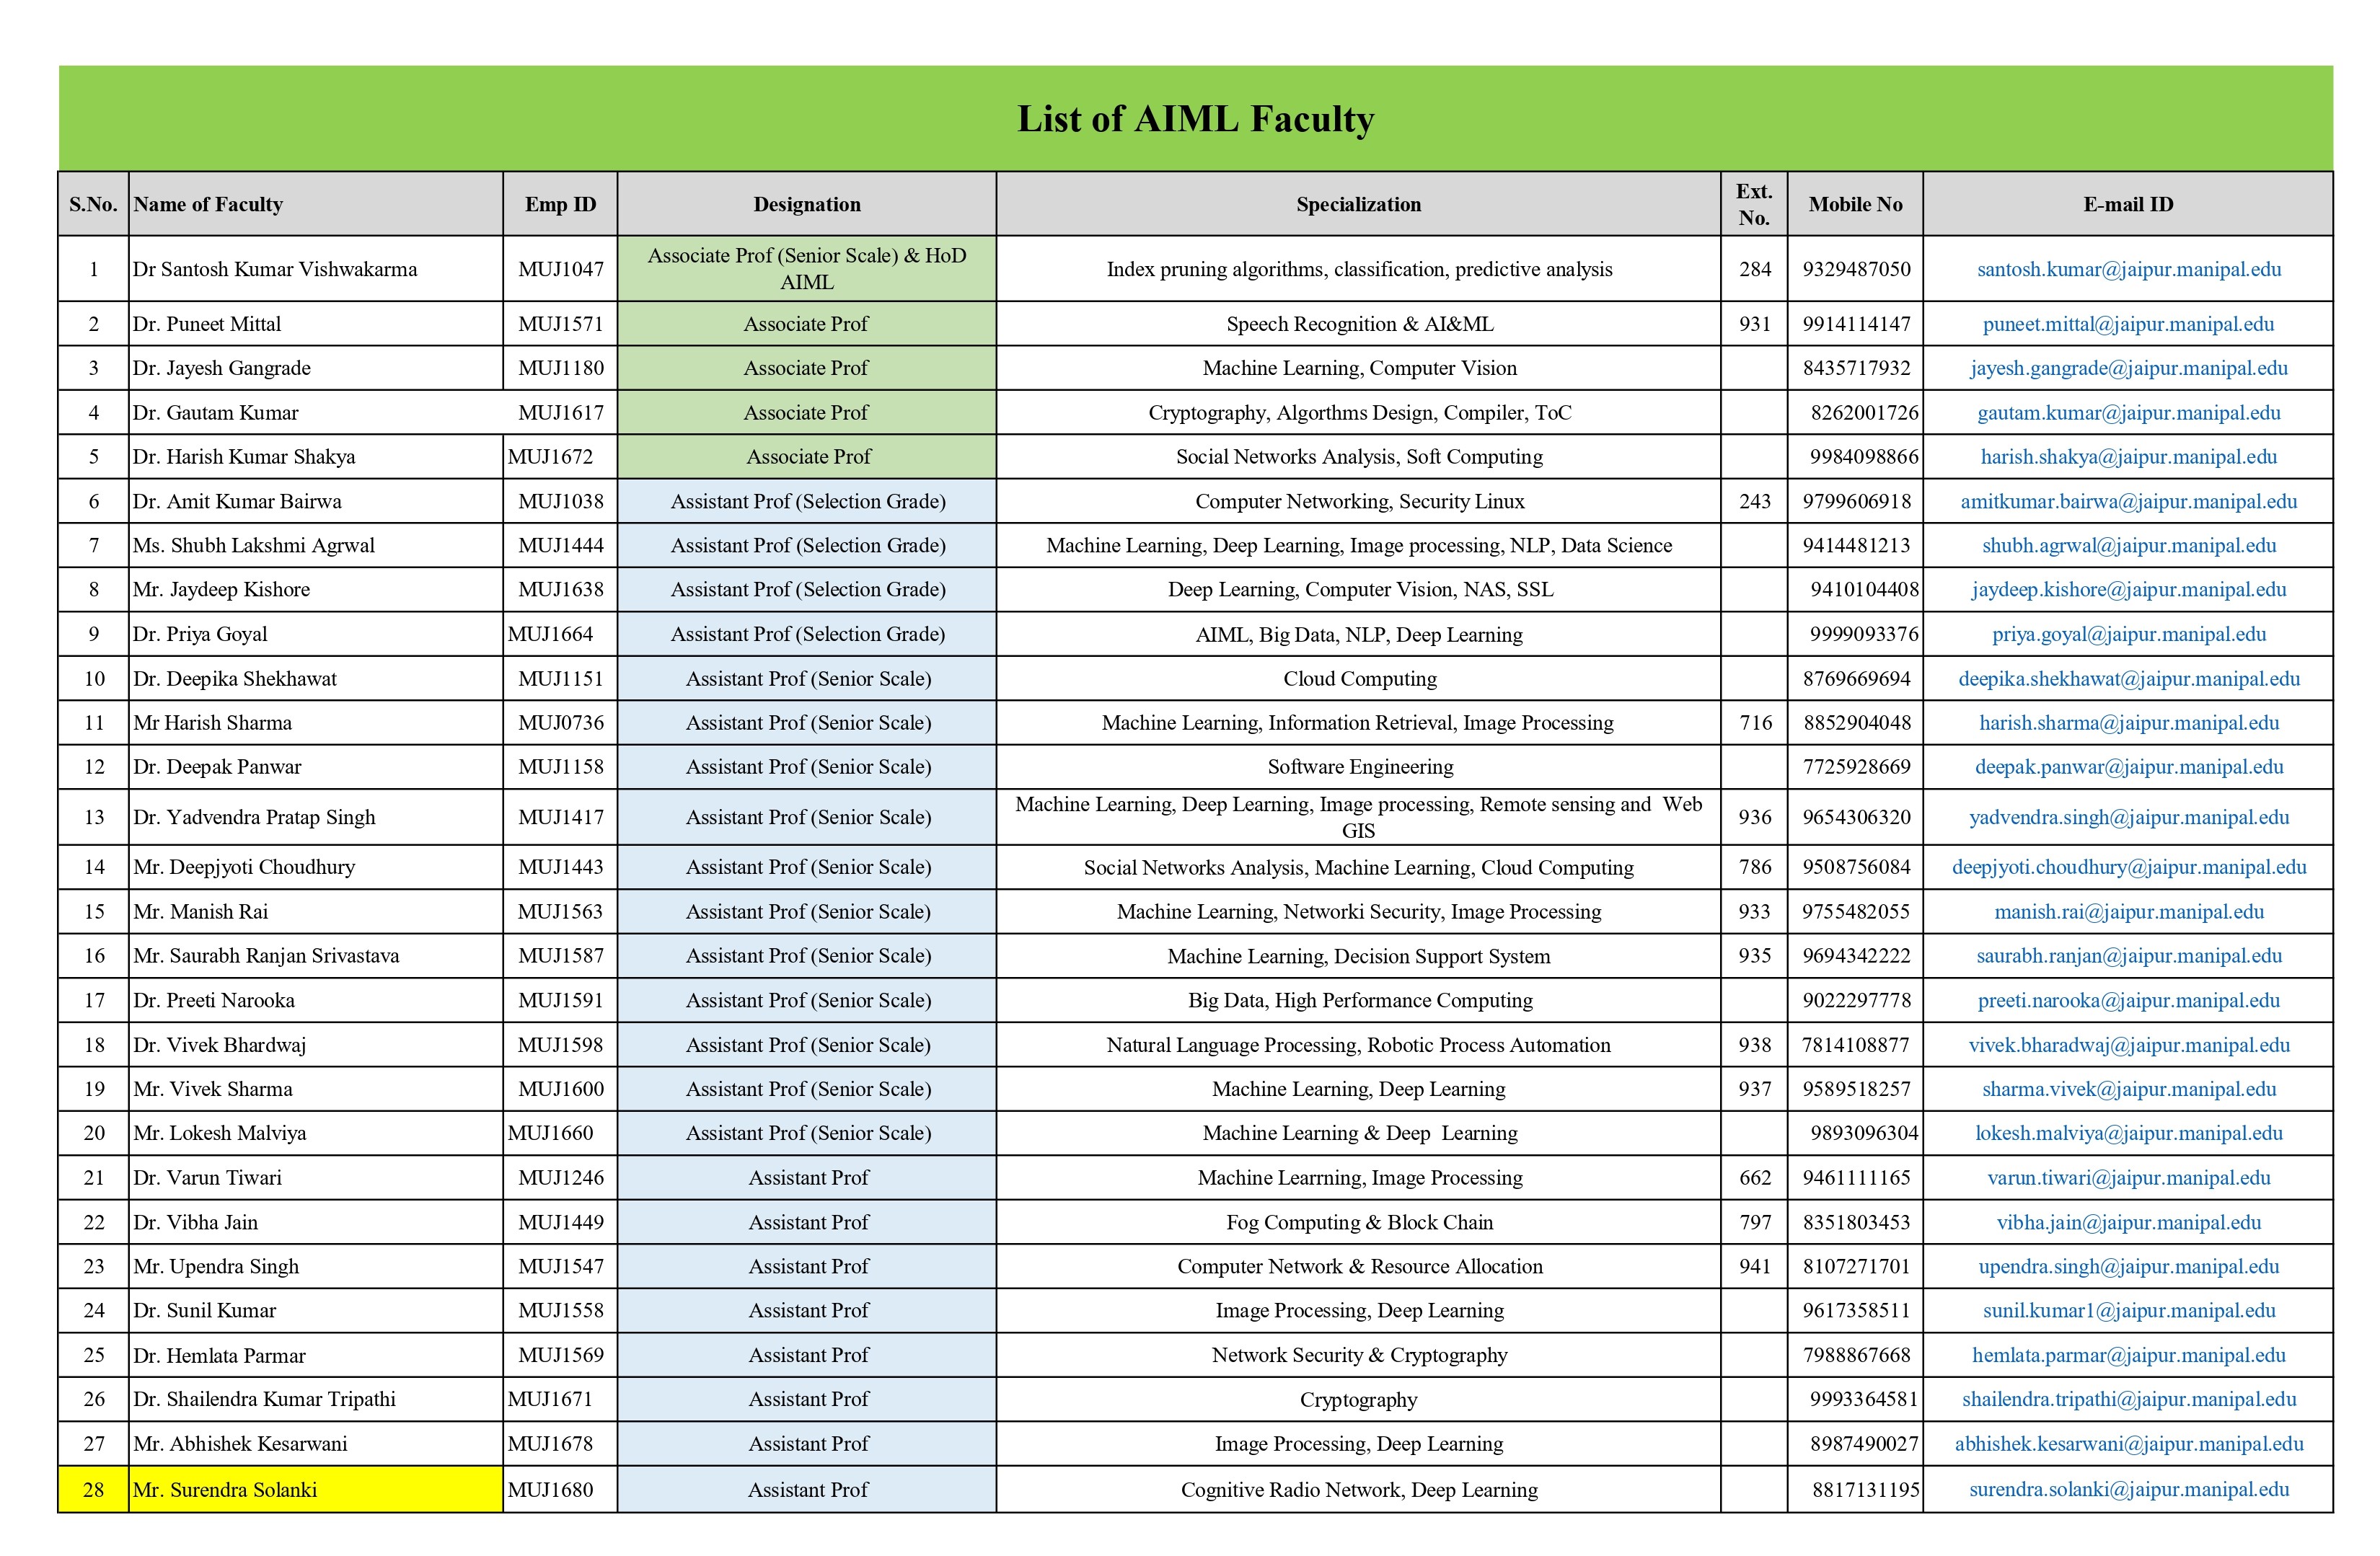 List of AIML Faculty
S.No. Name of Faculty Emp ID Designation Specialization Ext. No. Mobile No E-mail ID
1 Dr Santosh Kumar Vishwakarma MUJ1047 Associate Prof (Senior Scale) & HoD AIML Index pruning algorithms, classification, predictive analysis 284 9329487050 santosh.kumar@jaipur.manipal.edu
2 Dr. Puneet Mittal MUJ1571 Associate Prof Speech Recognition & AI&ML 931 9914114147 puneet.mittal@jaipur.manipal.edu
3 Dr. Jayesh Gangrade MUJ1180 Associate Prof Machine Learning, Computer Vision 8435717932 jayesh.gangrade@jaipur.manipal.edu
4 Dr. Gautam Kumar MUJ1617 Associate Prof Cryptography, Algorthms Design, Compiler, ToC 8262001726 gautam.kumar@jaipur.manipal.edu
5 Dr. Harish Kumar Shakya MUJ1672 Associate Prof Social Networks Analysis, Soft Computing 9984098866 harish.shakya@jaipur.manipal.edu
6 Dr. Amit Kumar Bairwa MUJ1038 Assistant Prof (Selection Grade) Computer Networking, Security Linux 243 9799606918 amitkumar.bairwa@jaipur.manipal.edu
7 Ms. Shubh Lakshmi Agrwal MUJ1444 Assistant Prof (Selection Grade) Machine Learning, Deep Learning, Image processing, NLP, Data Science 9414481213 shubh.agrwal@jaipur.manipal.edu
8 Mr. Jaydeep Kishore MUJ1638 Assistant Prof (Selection Grade) Deep Learning, Computer Vision, NAS, SSL 9410104408 jaydeep.kishore@jaipur.manipal.edu
9 Dr. Priya Goyal MUJ1664 Assistant Prof (Selection Grade) AIML, Big Data, NLP, Deep Learning 9999093376 priya.goyal@jaipur.manipal.edu
10 Dr. Deepika Shekhawat MUJ1151 Assistant Prof (Senior Scale) Cloud Computing 8769669694 deepika.shekhawat@jaipur.manipal.edu
11 Mr Harish Sharma MUJ0736 Assistant Prof (Senior Scale) Machine Learning, Information Retrieval, Image Processing 716 8852904048 harish.sharma@jaipur.manipal.edu
12 Dr. Deepak Panwar MUJ1158 Assistant Prof (Senior Scale) Software Engineering 7725928669 deepak.panwar@jaipur.manipal.edu
13 Dr. Yadvendra Pratap Singh MUJ1417 Assistant Prof (Senior Scale) Machine Learning, Deep Learning, Image processing, Remote sensing and Web GIS 936 9654306320 yadvendra.singh@jaipur.manipal.edu
14 Mr. Deepjyoti Choudhury MUJ1443 Assistant Prof (Senior Scale) Social Networks Analysis, Machine Learning, Cloud Computing 786 9508756084 deepjyoti.choudhury@jaipur.manipal.edu
15 Mr. Manish Rai MUJ1563 Assistant Prof (Senior Scale) Machine Learning, Networki Security, Image Processing 933 9755482055 manish.rai@jaipur.manipal.edu
16 Mr. Saurabh Ranjan Srivastava MUJ1587 Assistant Prof (Senior Scale) Machine Learning, Decision Support System 935 9694342222 saurabh.ranjan@jaipur.manipal.edu
17 Dr. Preeti Narooka MUJ1591 Assistant Prof (Senior Scale) Big Data, High Performance Computing 9022297778 preeti.narooka@jaipur.manipal.edu
18 Dr. Vivek Bhardwaj MUJ1598 Assistant Prof (Senior Scale) Natural Language Processing, Robotic Process Automation 938 7814108877 vivek.bharadwaj@jaipur.manipal.edu
19 Mr. Vivek Sharma MUJ1600 Assistant Prof (Senior Scale) Machine Learning, Deep Learning 937 9589518257 sharma.vivek@jaipur.manipal.edu
20 Mr. Lokesh Malviya MUJ1660 Assistant Prof (Senior Scale) Machine Learning & Deep Learning 9893096304 lokesh.malviya@jaipur.manipal.edu
21 Dr. Varun Tiwari MUJ1246 Assistant Prof Machine Learrning, Image Processing 662 9461111165 varun.tiwari@jaipur.manipal.edu
22 Dr. Vibha Jain MUJ1449 Assistant Prof Fog Computing & Block Chain 797 8351803453 vibha.jain@jaipur.manipal.edu
23 Mr. Upendra Singh MUJ1547 Assistant Prof Computer Network & Resource Allocation 941 8107271701 upendra.singh@jaipur.manipal.edu
24 Dr. Sunil Kumar MUJ1558 Assistant Prof Image Processing, Deep Learning 9617358511 sunil.kumar1@jaipur.manipal.edu
25 Dr. Hemlata Parmar MUJ1569 Assistant Prof Network Security & Cryptography 7988867668 hemlata.parmar@jaipur.manipal.edu
26 Dr. Shailendra Kumar Tripathi MUJ1671 Assistant Prof Cryptography 9993364581 shailendra.tripathi@jaipur.manipal.edu
27 Mr. Abhishek Kesarwani MUJ1678 Assistant Prof Image Processing, Deep Learning 8987490027 abhishek.kesarwani@jaipur.manipal.edu
28 Mr. Surendra Solanki MUJ1680 Assistant Prof Cognitive Radio Network, Deep Learning 8817131195 surendra.solanki@jaipur.manipal.edu